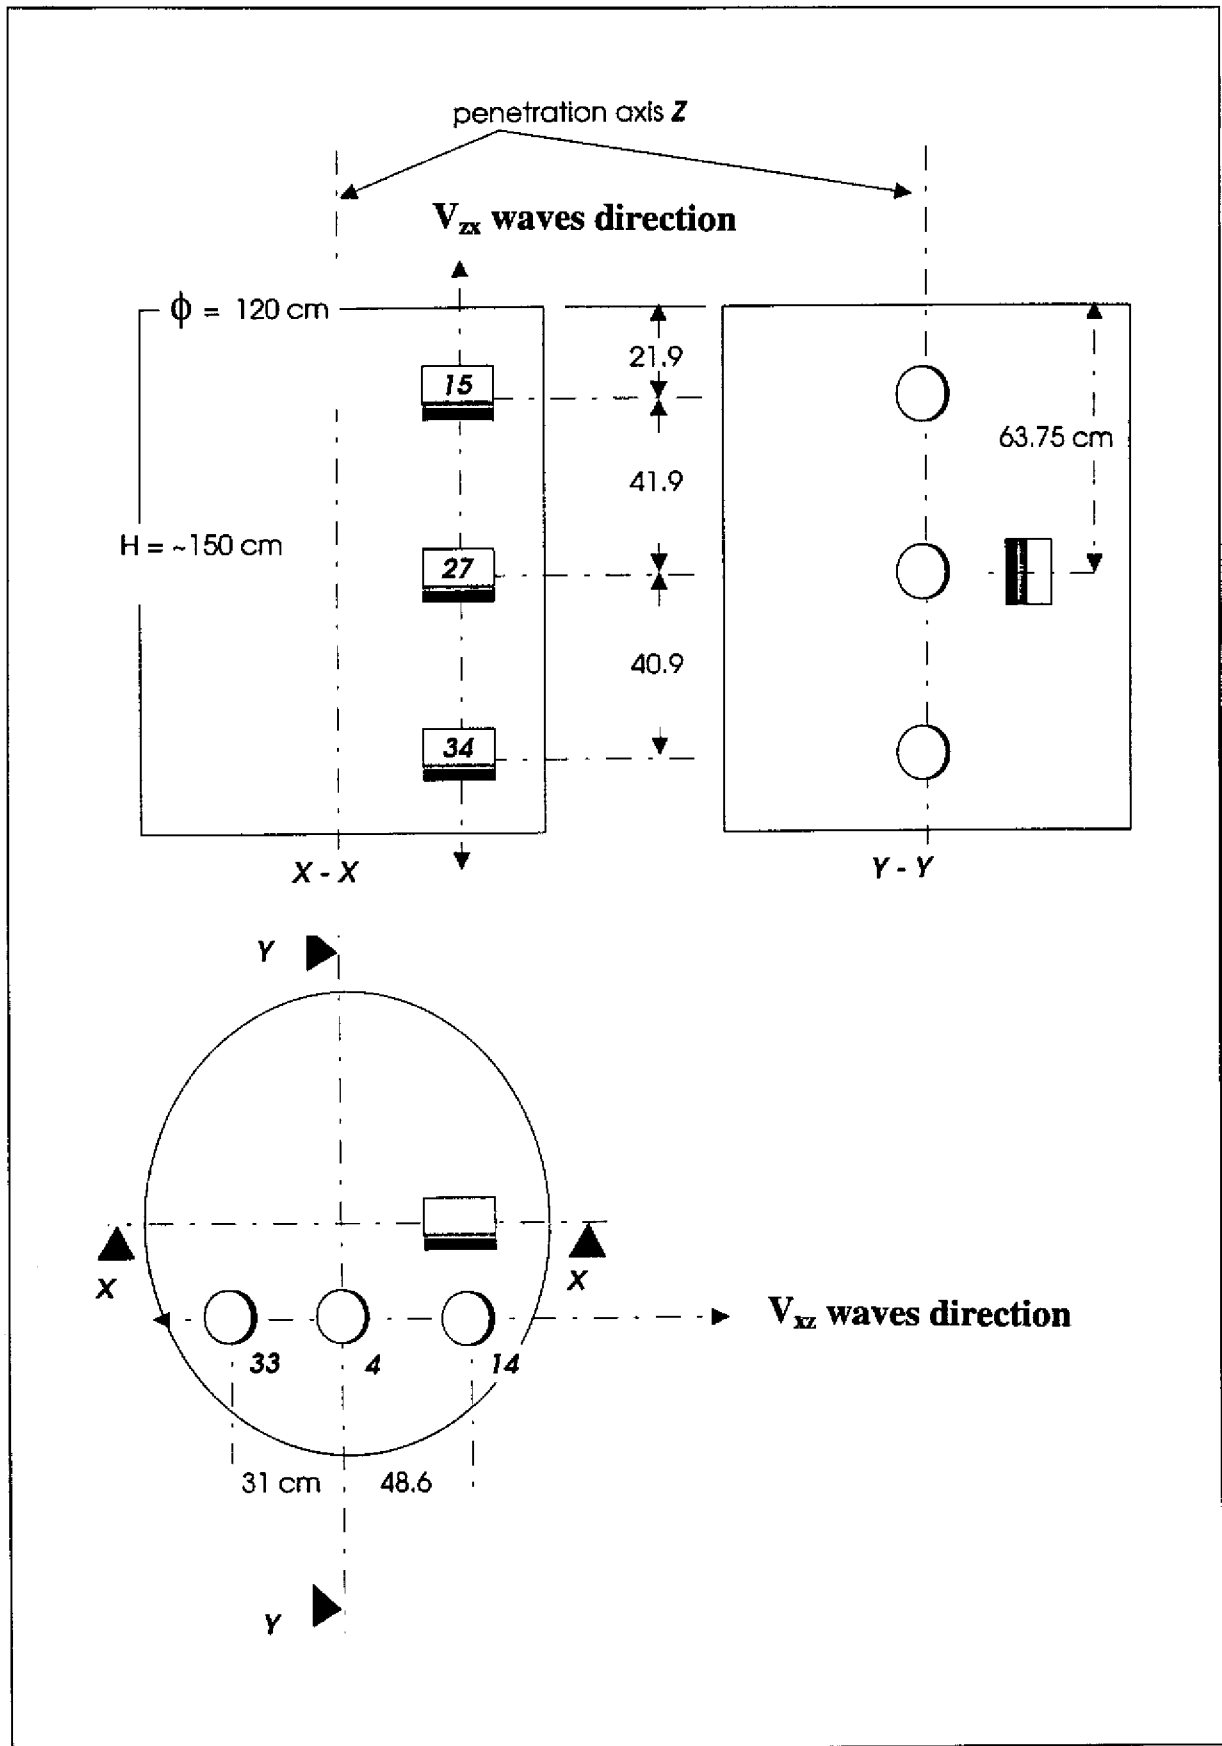 penetration axis Z
Vzx waves direction
ϕ = 120 cm
21.9
15
63.75 cm
41.9
H = ~150 cm
27
40.9
34
X - X
Y - Y
Y
X
X
Vxz waves direction
33
4
14
31 cm
48.6
Y